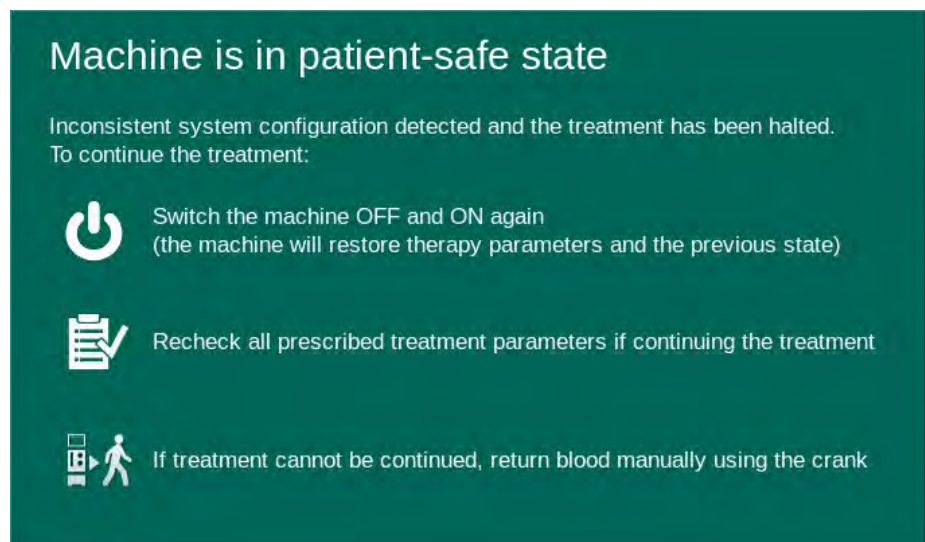 Machine is in patient-safe state
Inconsistent system configuration detected and the treatment has been halted.
To continue the treatment:
Switch the machine OFF and ON again
(the machine will restore therapy parameters and the previous state)
Recheck all prescribed treatment parameters if continuing the treatment
If treatment cannot be continued, return blood manually using the crank